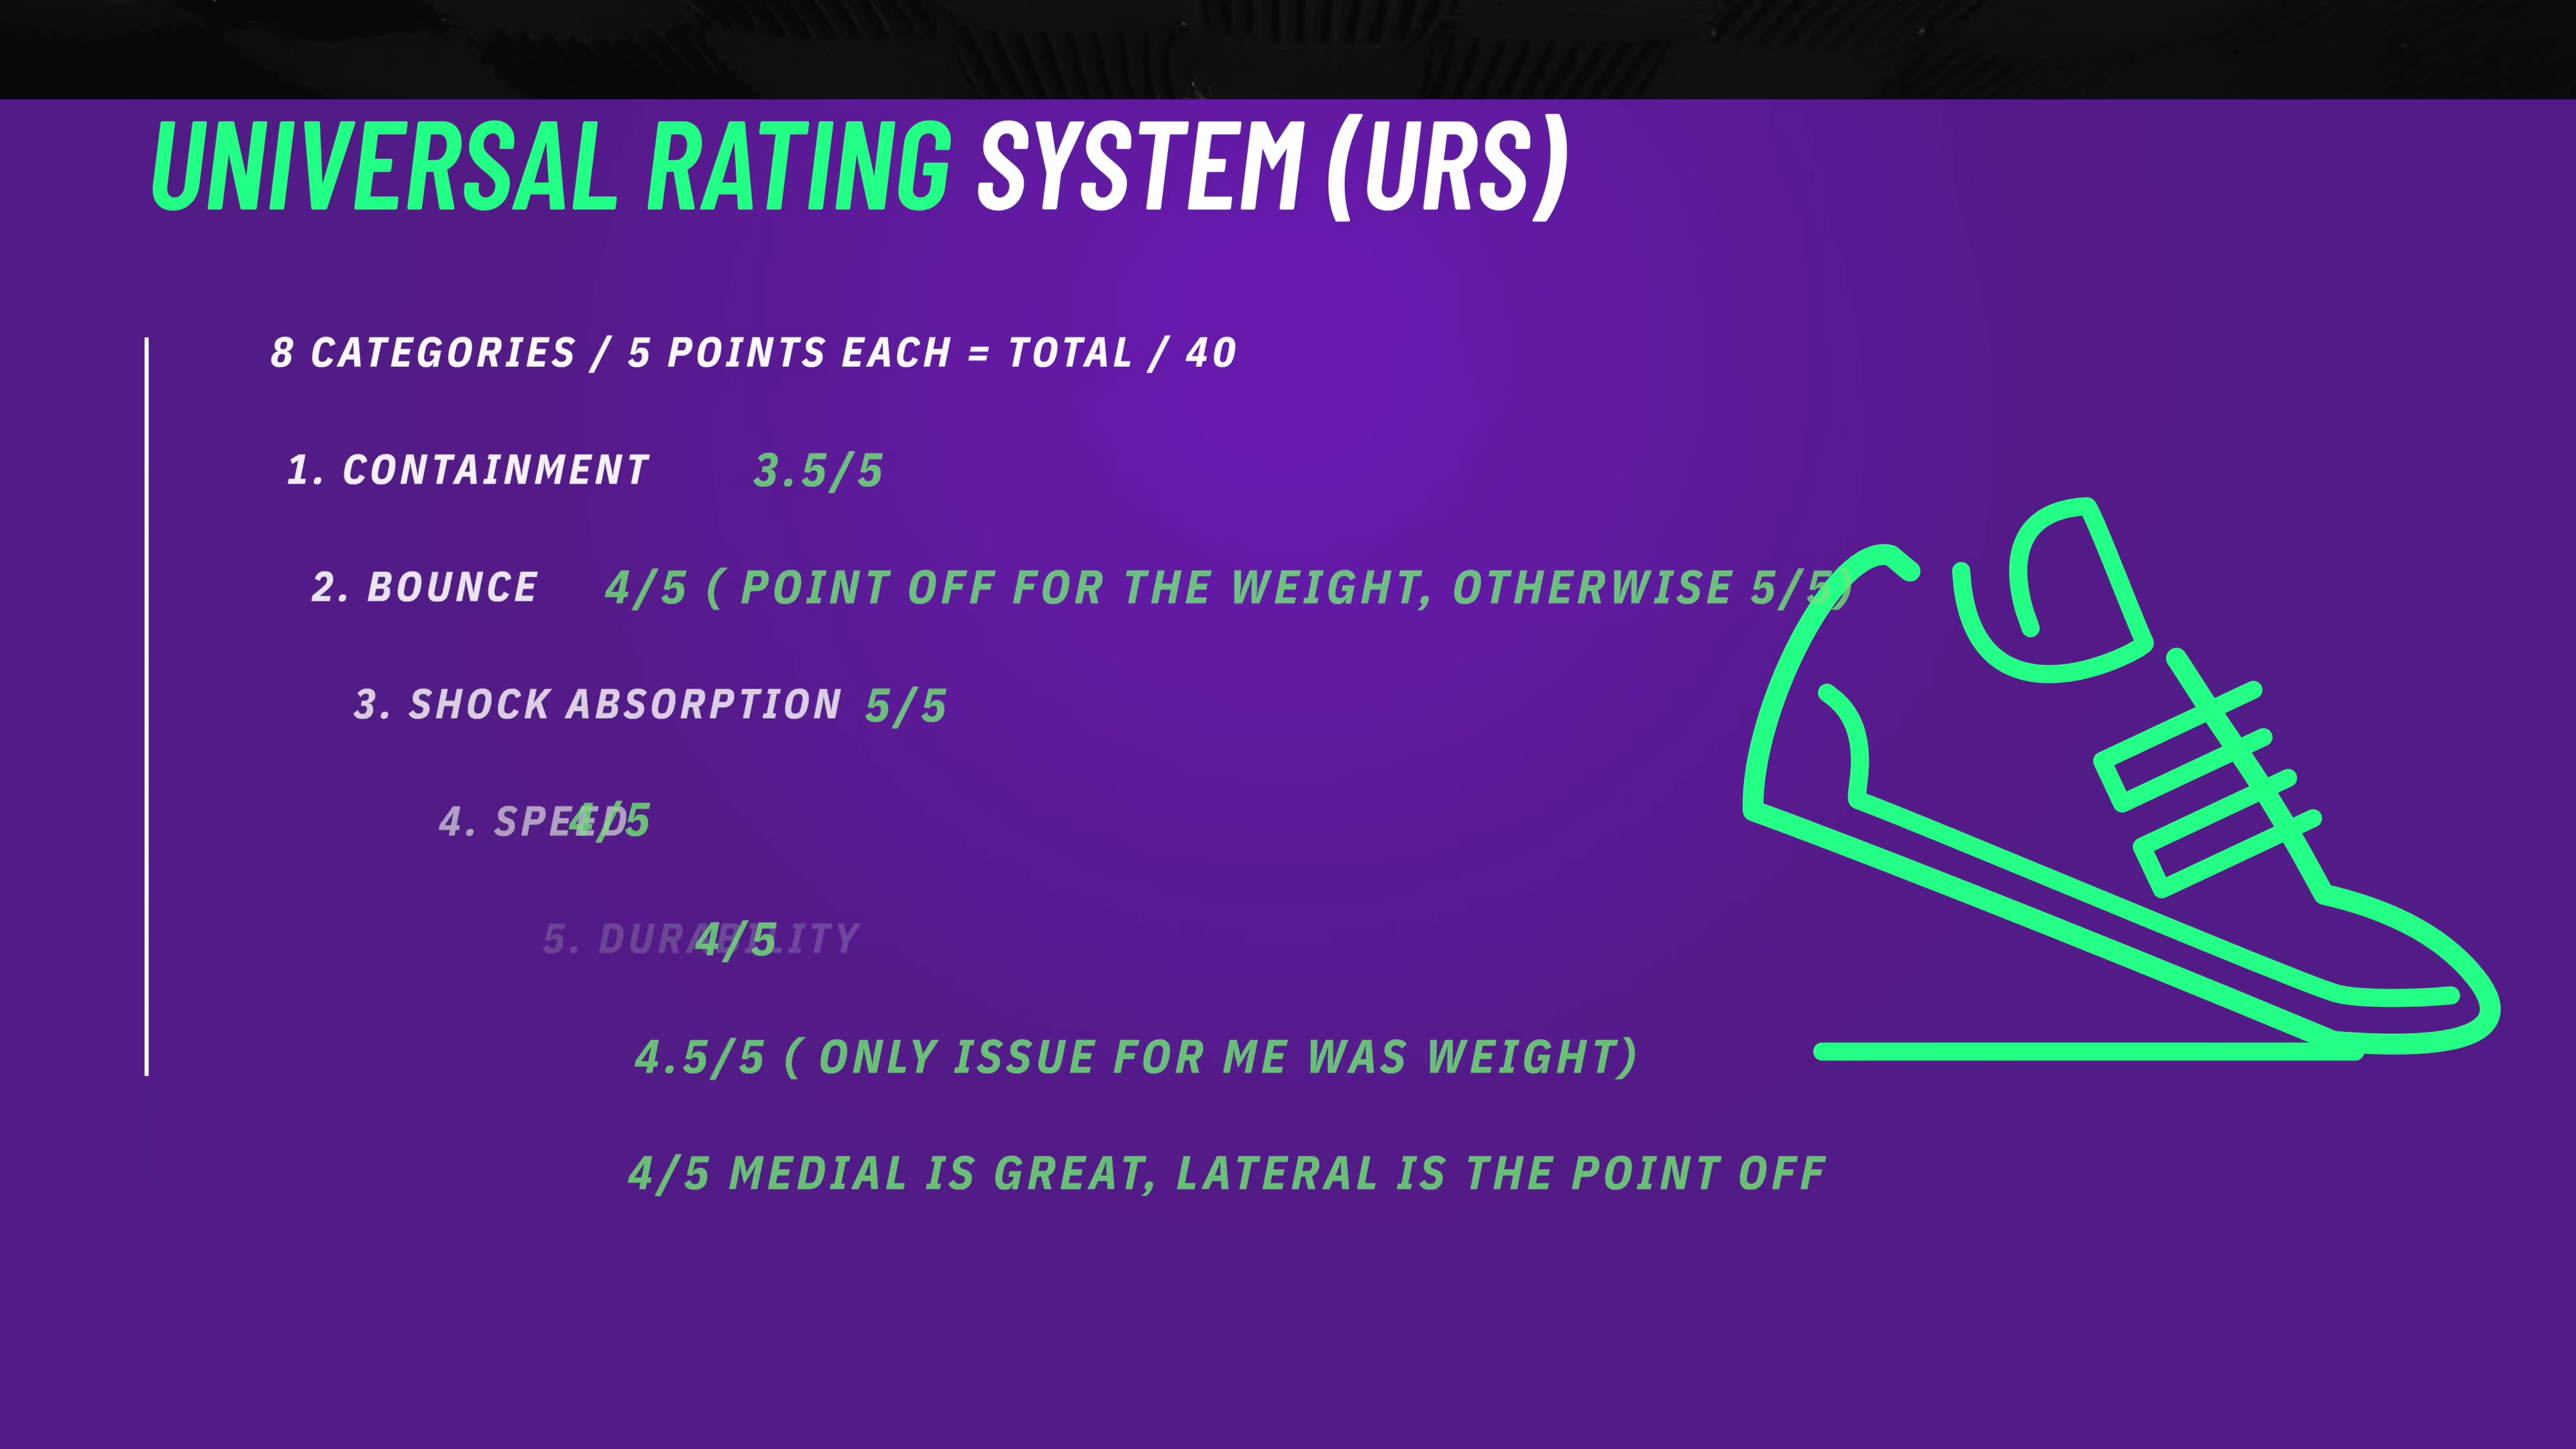 UNIVERSAL RATING SYSTEM (URS)
8 CATEGORIES / 5 POINTS EACH = TOTAL / 40
1. CONTAINMENT 3.5/5
2. BOUNCE 4/5 ( POINT OFF FOR THE WEIGHT, OTHERWISE 5/5)
3. SHOCK ABSORPTION 5/5
4. SPEED 4/5
5. DURABILITY 4/5
4.5/5 ( ONLY ISSUE FOR ME WAS WEIGHT)
4/5 MEDIAL IS GREAT, LATERAL IS THE POINT OFF